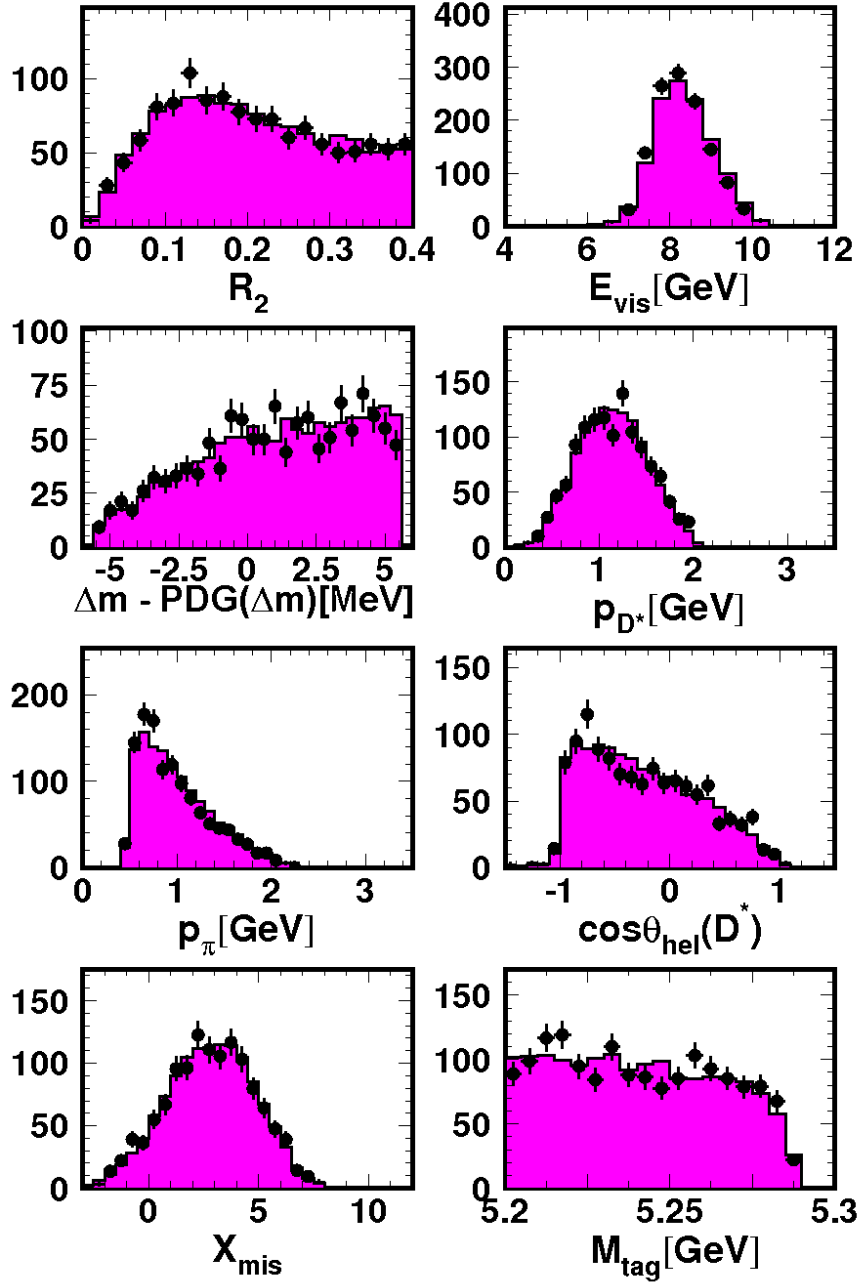 100
50
0
0 0.1 0.2 0.3 0.4
R2
400
300
200
100
0
4 6 8 10 12
Evis[GeV]
100
75
50
25
0
-5 -2.5 0 2.5 5
Δm - PDG(Δm)[MeV]
150
100
50
0
0 1 2 3
pD*[GeV]
200
100
0
0 1 2 3
pπ[GeV]
150
100
50
0
-1 0 1
cosθhel(D*)
150
100
50
0
0 5 10
Xmis
150
100
50
0
5.2 5.25 5.3
Mtag[GeV]